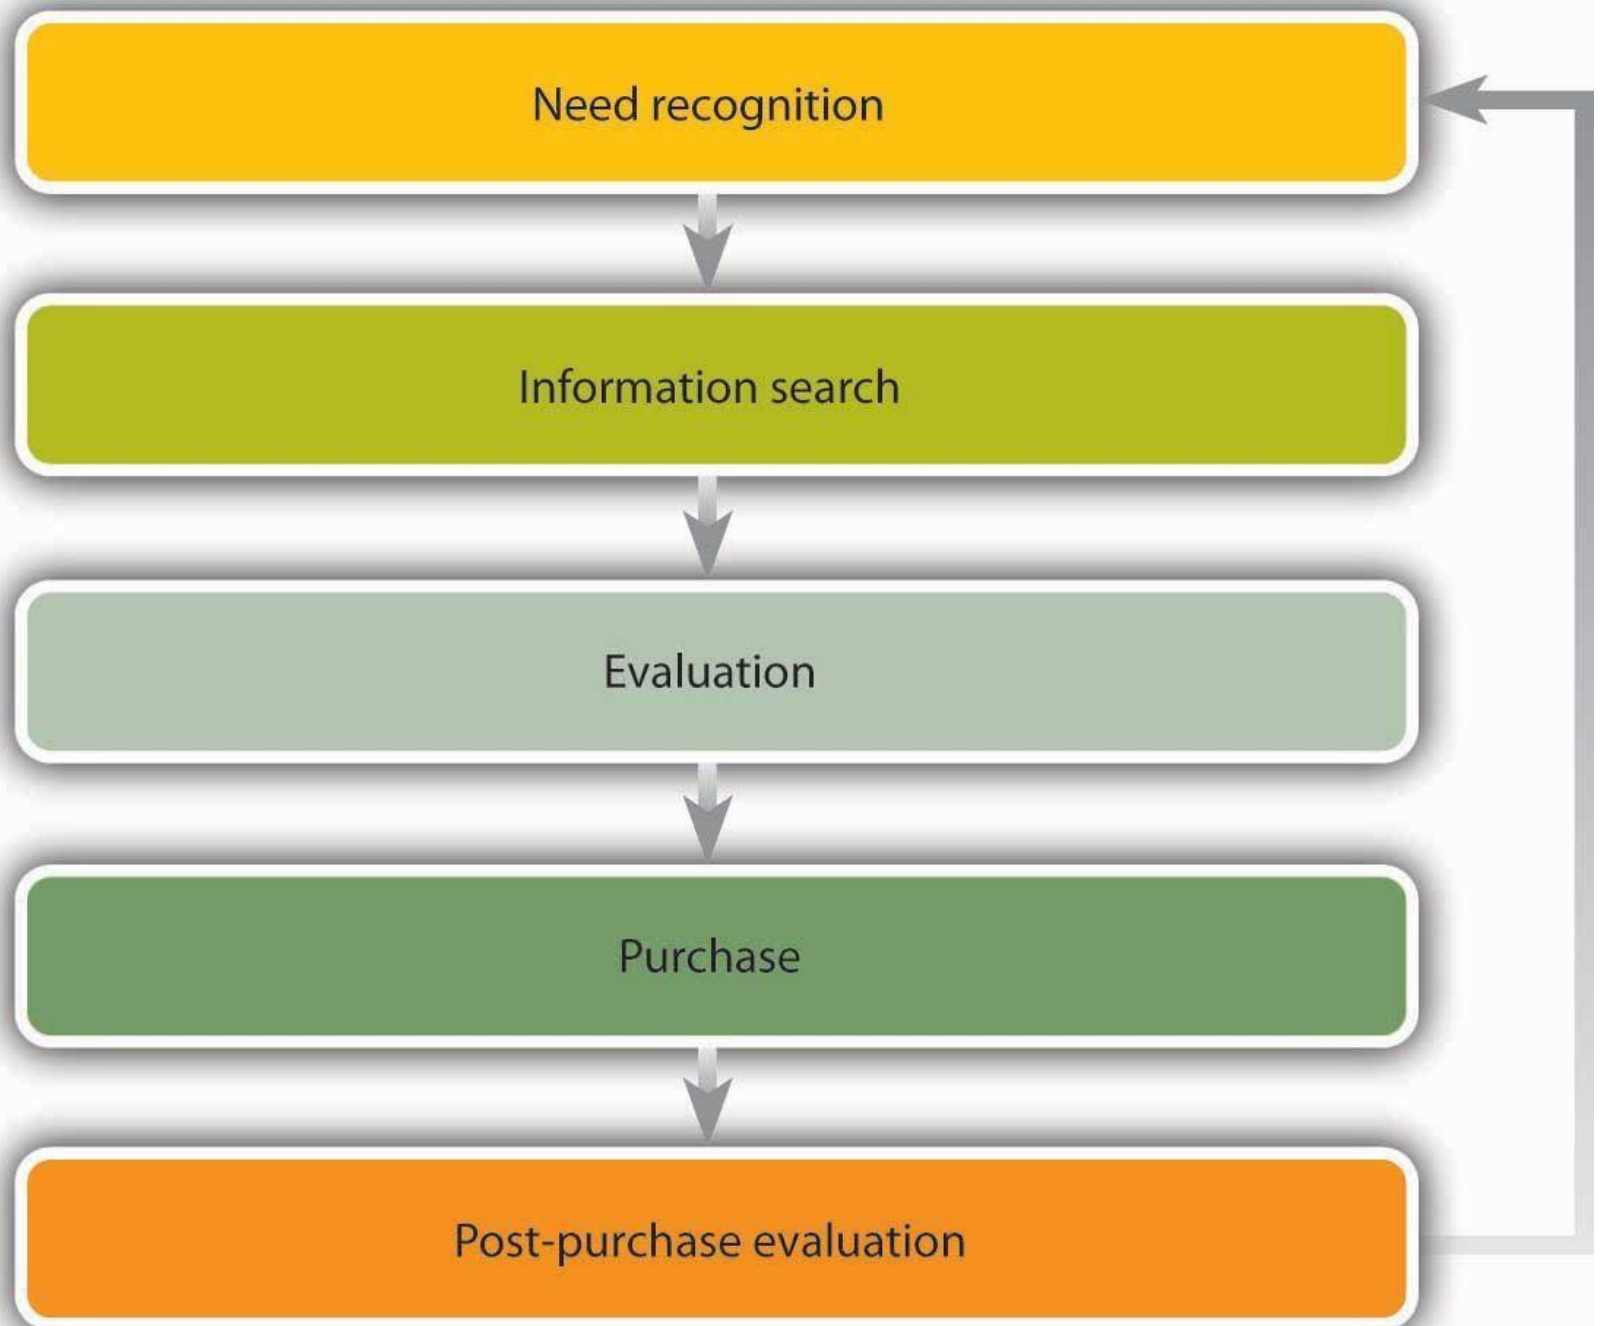 Need recognition
Information search
Evaluation
Purchase
Post-purchase evaluation